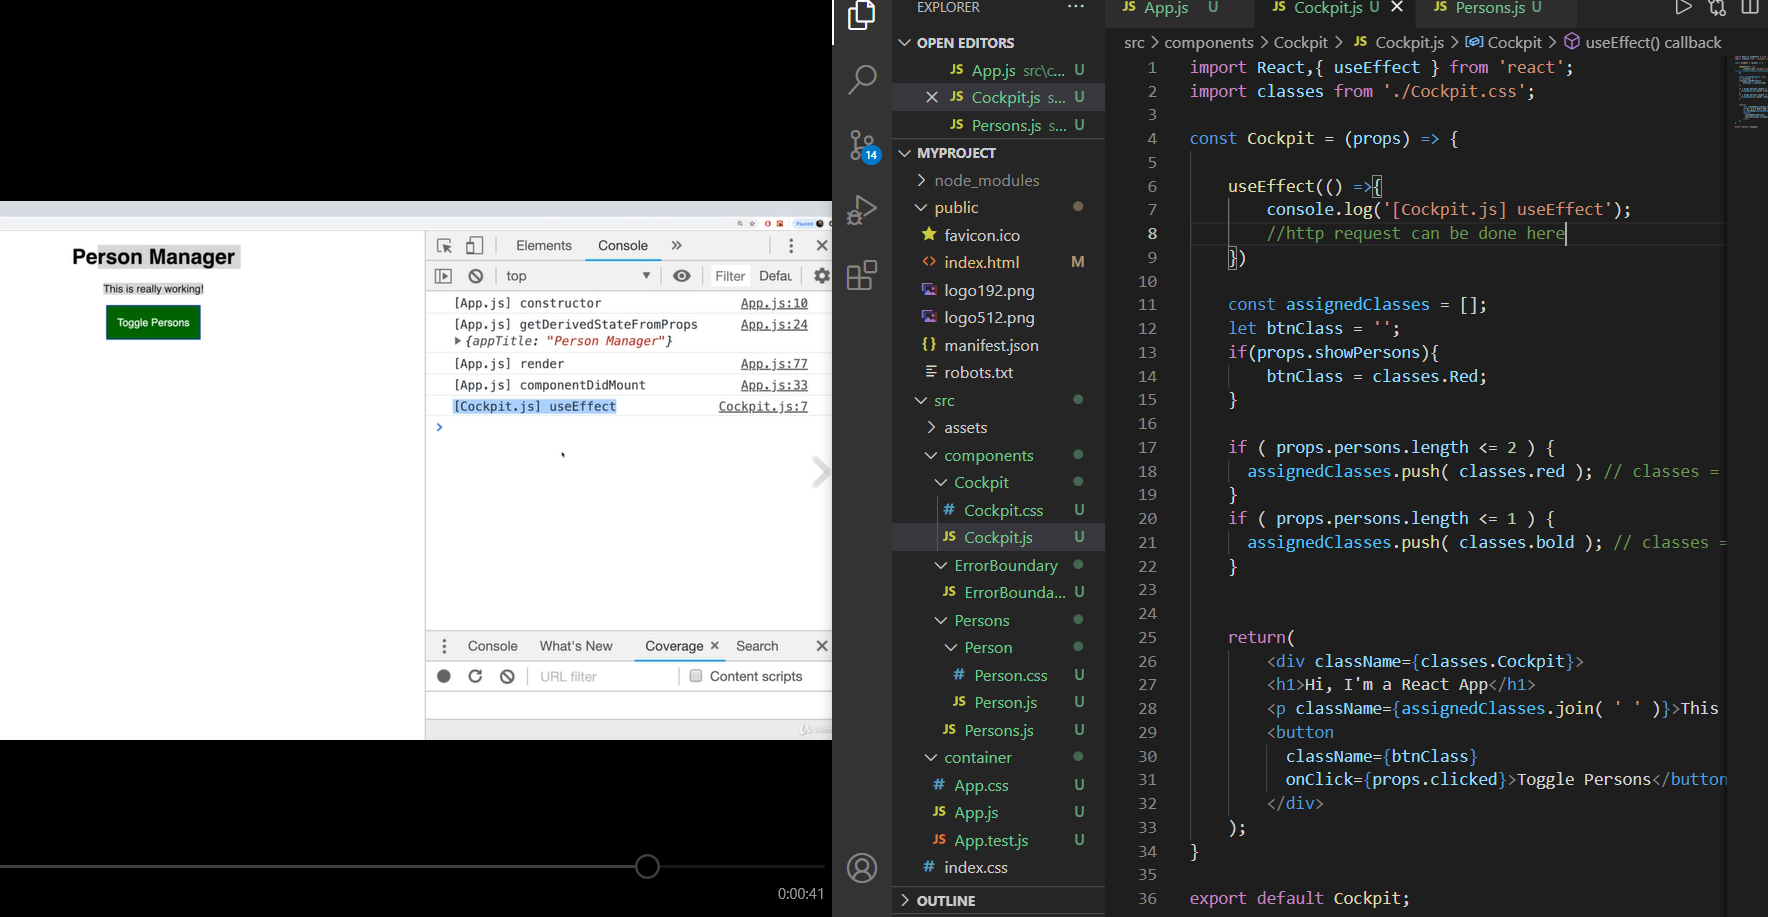 Person Manager
This is really working!
Toggle Persons
Paused
Elements Console »
top Filter Defau
[App.js] constructor App.js:10
[App.js] getDerivedStateFromProps App.js:24
{appTitle: "Person Manager"}
[App.js] render App.js:77
[App.js] componentDidMount App.js:33
[Cockpit.js] useEffect Cockpit.js:7
>
Console What's New Coverage × Search
URL filter Content scripts
0:00:41
14
EXPLORER ...
OPEN EDITORS
JS App.js src\c... U
JS Cockpit.js s... U
JS Persons.js s... U
MYPROJECT
node_modules
public
favicon.ico
<> index.html M
logo192.png
logo512.png
{} manifest.json
robots.txt
src
assets
components
Cockpit
# Cockpit.css U
JS Cockpit.js U
ErrorBoundary
JS ErrorBounda... U
Persons
Person
# Person.css U
JS Person.js U
JS Persons.js U
container
# App.css U
JS App.js U
JS App.test.js U
# index.css
OUTLINE
JS App.js U
JS Cockpit.js U
JS Persons.js U
src > components > Cockpit > JS Cockpit.js > Cockpit > useEffect() callback
1 import React,{ useEffect } from 'react';
2 import classes from './Cockpit.css';
3
4 const Cockpit = (props) => {
5
6 useEffect(() =>{
7 console.log('[Cockpit.js] useEffect');
8 //http request can be done here
9 })
10
11 const assignedClasses = [];
12 let btnClass = '';
13 if(props.showPersons){
14 btnClass = classes.Red;
15 }
16
17 if ( props.persons.length <= 2 ) {
18 assignedClasses.push( classes.red ); // classes =
19 }
20 if ( props.persons.length <= 1 ) {
21 assignedClasses.push( classes.bold ); // classes =
22 }
23
24
25 return(
26 <div className={classes.Cockpit}>
27 <h1>Hi, I'm a React App</h1>
28 <p className={assignedClasses.join( ' ' )}>This
29 <button
30 className={btnClass}
31 onClick={props.clicked}>Toggle Persons</button
32 </div>
33 );
34 }
35
36 export default Cockpit;